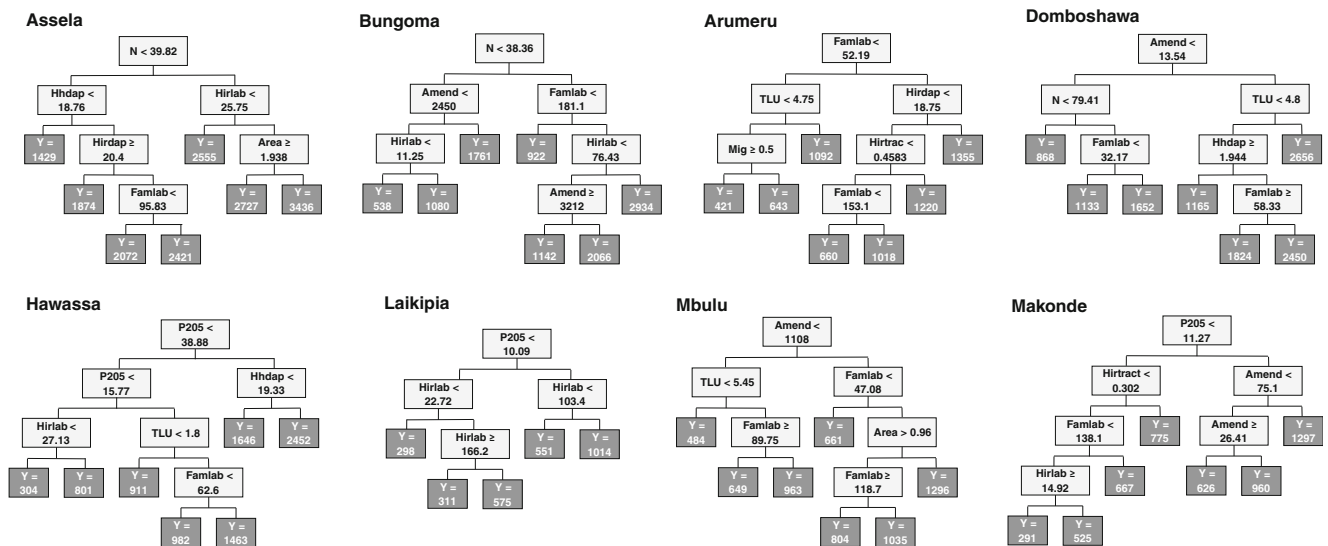 Assela
N < 39.82
Hhdap <
18.76
Hirlab <
25.75
Y =
1429
Hirdap ≥
20.4
Y =
2555
Area ≥
1.938
Y =
1874
Famlab<
95.83
Y =
2727
Y =
3436
Y =
2072
Y =
2421
Bungoma
N < 38.36
Amend <
2450
Famlab <
181.1
Hirlab <
11.25
Y =
1761
Y =
922
Hirlab <
76.43
Y =
538
Y =
1080
Amend ≥
3212
Y =
2934
Y =
1142
Y =
2066
Arumeru
Famlab<
52.19
TLU < 4.75
Hirdap <
18.75
Mig ≥ 0.5
Y =
1092
Hirtrac <
0.4583
Y =
1355
Y =
421
Y =
643
Famlab <
153.1
Y =
1220
Y =
660
Y =
1018
Domboshawa
Amend <
13.54
N < 79.41
TLU < 4.8
Y =
868
Famlab <
32.17
Hhdap ≥
1.944
Y =
2656
Y =
1133
Y =
1652
Y =
1165
Famlab ≥
58.33
Y =
1824
Y =
2450
Hawassa
P205 <
38.88
P205 <
15.77
Hhdap <
19.33
Hirlab <
27.13
TLU < 1.8
Y =
1646
Y =
2452
Y =
304
Y =
801
Y =
911
Famlab <
62.6
Y =
982
Y =
1463
Laikipia
P205 <
10.09
Hirlab <
22.72
Hirlab <
103.4
Y =
298
Hirlab ≥
166.2
Y =
551
Y =
1014
Y =
311
Y =
575
Mbulu
Amend <
1108
TLU < 5.45
Famlab <
47.08
Y =
484
Famlab ≥
89.75
Y =
661
Area > 0.96
Y =
649
Y =
963
Famlab≥
118.7
Y =
1296
Y =
804
Y =
1035
Makonde
P205 <
11.27
Hirtract <
0.302
Amend <
75.1
Famlab <
138.1
Y =
775
Amend ≥
26.41
Y =
1297
Hirlab ≥
14.92
Y =
667
Y =
626
Y =
960
Y =
291
Y =
525